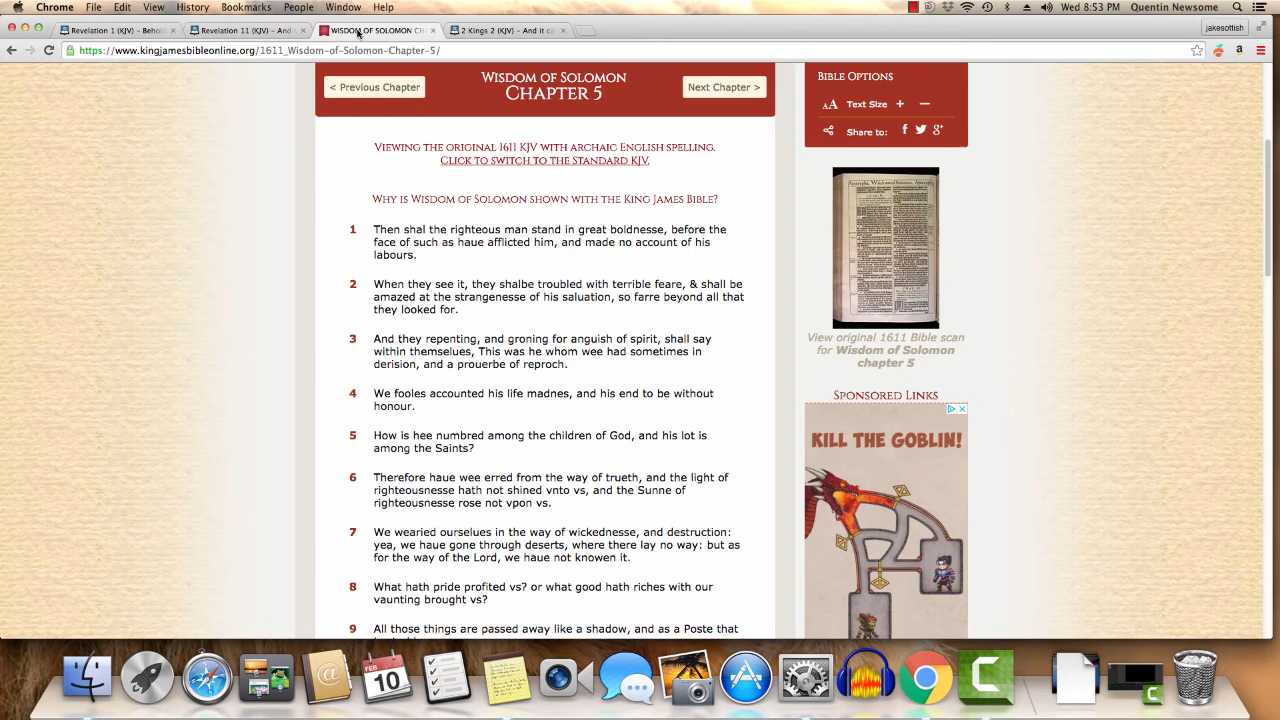 Chrome File Edit View History Bookmarks People Window Help Wed 8:53 PM Quentin Newsome
Revelation 1 (KJV) – Behol
Revelation 11 (KJV) – And
WISDOM OF SOLOMON CH
2 Kings 2 (KJV) – And it ca
jakesottish
https://www.kingjamesbibleonline.org/1611_Wisdom-of-Solomon-Chapter-5/
< Previous Chapter
Wisdom of Solomon
Chapter 5
Next Chapter >
Viewing the original 1611 KJV with archaic English spelling.
Click to switch to the Standard KJV.
Why is Wisdom of Solomon shown with the King James Bible?
1 Then shal the righteous man stand in great boldnesse, before the
face of such as haue afflicted him, and made no account of his
labours.
2 When they see it, they shalbe troubled with terrible feare, & shall be
amazed at the strangenesse of his saluation, so farre beyond all that
they looked for.
3 And they repenting, and groning for anguish of spirit, shall say
within themselues, This was he whom wee had sometimes in
derision, and a prouerbe of reproch.
4 We fooles accounted his life madnes, and his end to be without
honour.
5 How is hee numbred among the children of God, and his lot is
among the Saints?
6 Therefore haue wee erred from the way of trueth, and the light of
righteousnesse hath not shined vnto vs, and the Sunne of
righteousnesse rose not vpon vs.
7 We wearied ourselues in the way of wickednesse, and destruction:
yea, we haue gone through deserts, where there lay no way: but as
for the way of the Lord, we haue not knowen it.
8 What hath pride profited vs? or what good hath riches with our
vaunting brought vs?
9 All those things are passed away like a shadow, and as a Poste that
Bible Options
AA Text Size + −
Share to:
View original 1611 Bible scan
for Wisdom of Solomon
chapter 5
Sponsored Links
KILL THE GOBLIN!
FEB
10